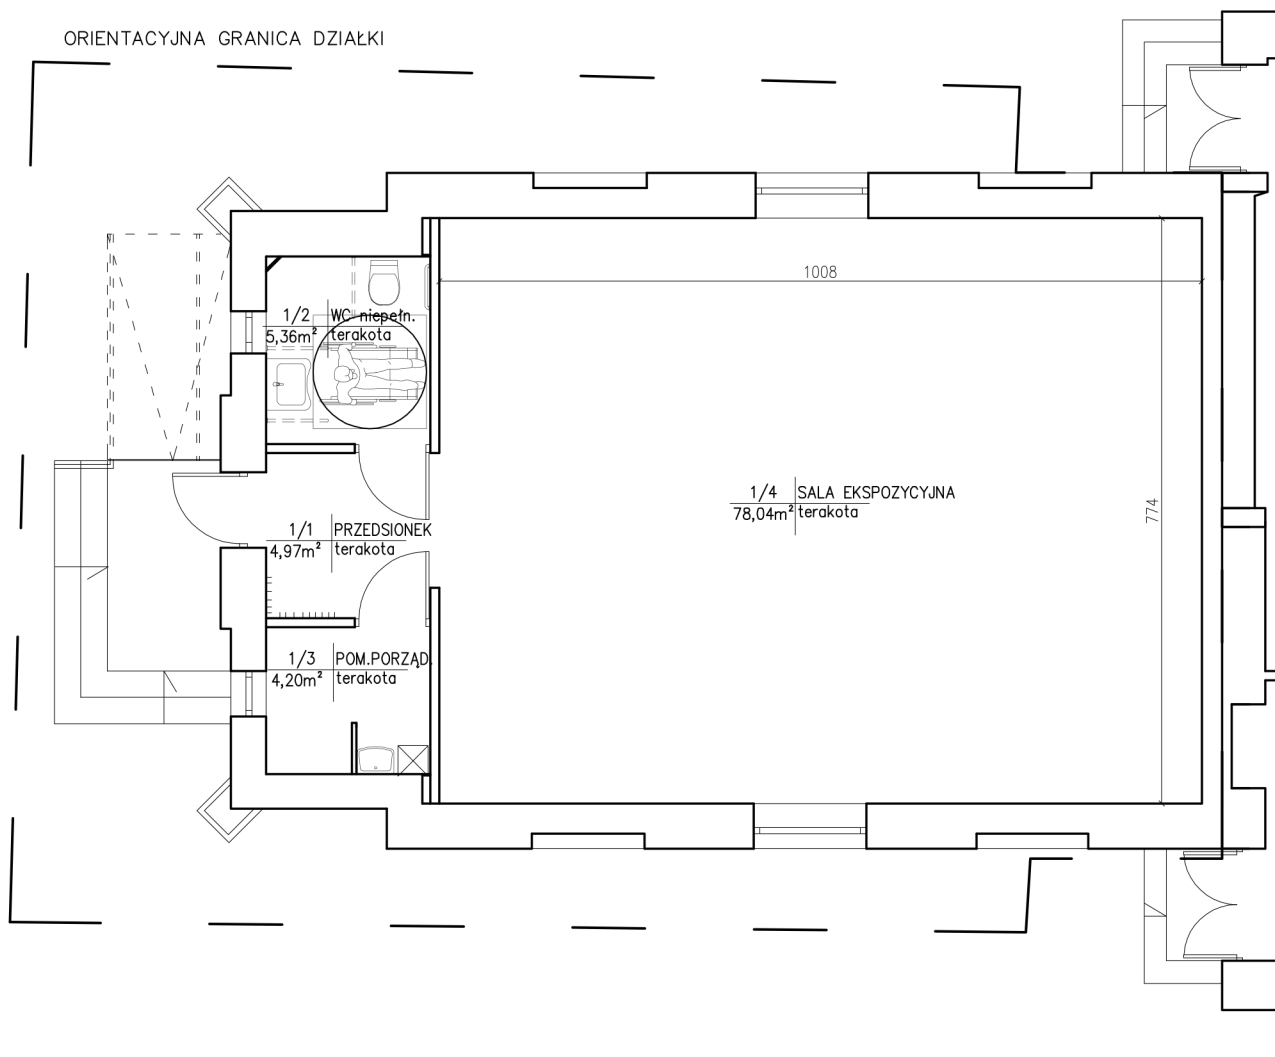 ORIENTACYJNA GRANICA DZIAŁKI
1008
1/2 WC niepełn.
5,36m² terakota
1/4 SALA EKSPOZYCYJNA
78,04m² terakota
774
1/1 PRZEDSIONEK
4,97m² terakota
1/3 POM.PORZĄD.
4,20m² terakota